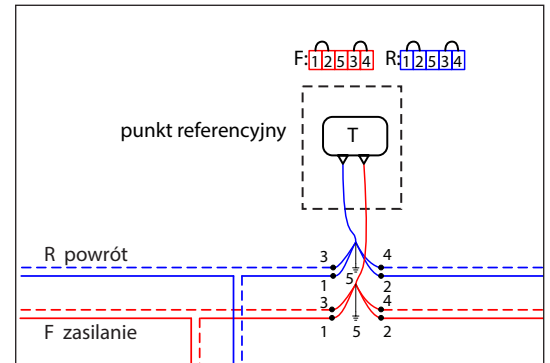 F: 1 2 5 3 4 R: 1 2 5 3 4
punkt referencyjny
T
R powrót
3 4
1 5 2
3 4
F zasilanie
1 5 2